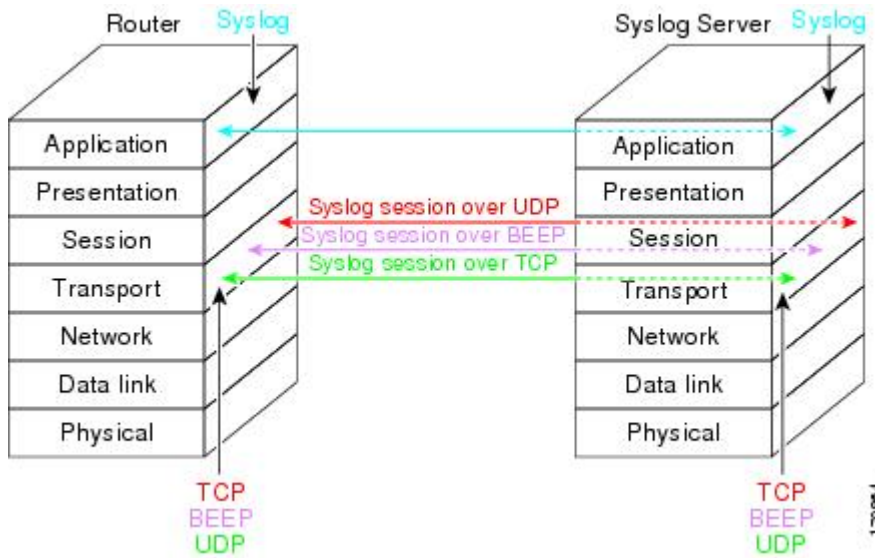 Router Syslog
Syslog Server Syslog
Application
Presentation
Session
Transport
Network
Data link
Physical
Syslog session over UDP
Syslog session over BEEP
Syslog session over TCP
Application
Presentation
Session
Transport
Network
Data link
Physical
TCP
BEEP
UDP
TCP
BEEP
UDP